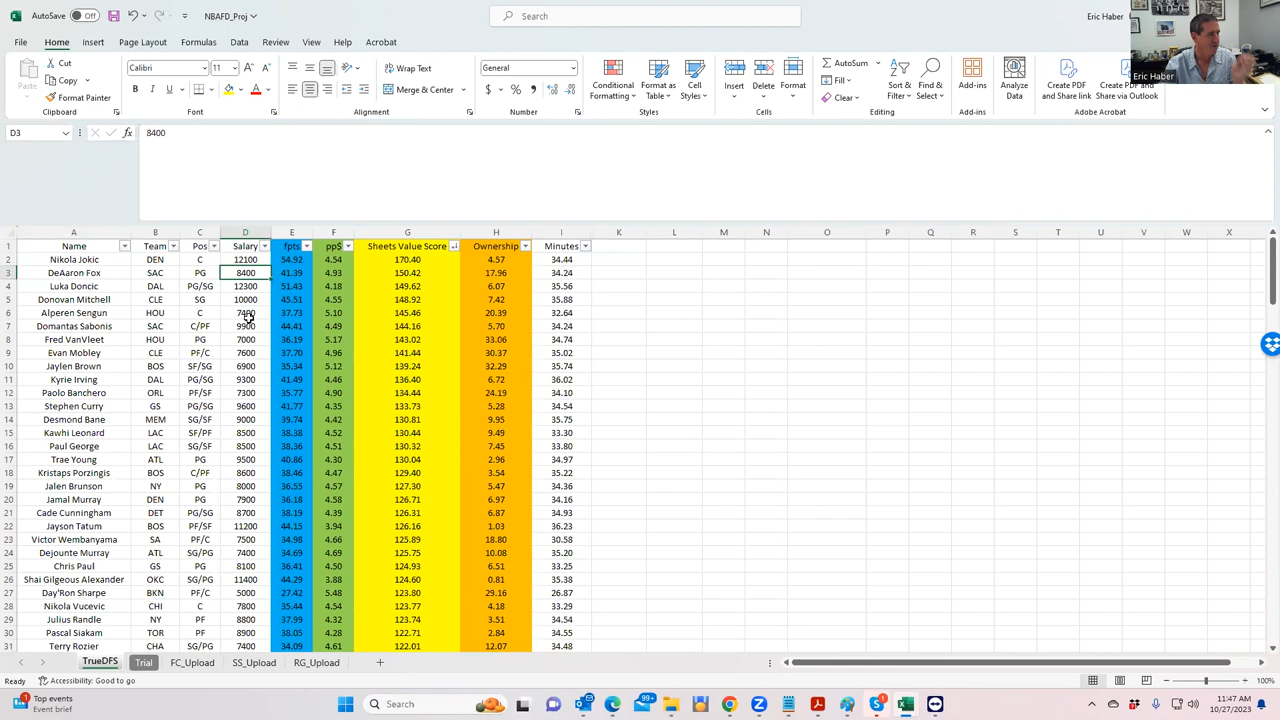 AutoSave Off NBAFD_Proj Search Eric Haber
File Home Insert Page Layout Formulas Data Review View Help Acrobat
Cut Calibri 11 Wrap Text General AutoSum
Paste Copy Conditional Format as Cell Insert Delete Format Fill Sort & Find & Add-ins Analyze Create PDF Create PDF and
Format Painter B I U Merge & Center $ % Formatting Table Styles Clear Filter Select Data and Share link Share via Outlook
Clipboard Font Alignment Number Styles Cells Editing Add-ins Adobe Acrobat
Eric Haber
D3 fx 8400
A B C D E F G H I J K L M N O P Q R S T U V W X
1 Name Team Pos Salary fpts pp$ Sheets Value Score Ownership Minutes
2 Nikola Jokic DEN C 12100 54.92 4.54 170.40 4.57 34.44
3 DeAaron Fox SAC PG 8400 41.39 4.93 150.42 17.96 34.24
4 Luka Doncic DAL PG/SG 12300 51.43 4.18 149.62 6.07 35.56
5 Donovan Mitchell CLE SG 10000 45.51 4.55 148.92 7.42 35.88
6 Alperen Sengun HOU C 7400 37.73 5.10 145.46 20.39 32.64
7 Domantas Sabonis SAC C/PF 9900 44.41 4.49 144.16 5.70 34.24
8 Fred VanVleet HOU PG 7000 36.19 5.17 143.02 33.06 34.74
9 Evan Mobley CLE PF/C 7600 37.70 4.96 141.44 30.37 35.02
10 Jaylen Brown BOS SF/SG 6900 35.34 5.12 139.24 32.29 35.74
11 Kyrie Irving DAL PG/SG 9300 41.49 4.46 136.40 6.72 36.02
12 Paolo Banchero ORL PF/SF 7300 35.77 4.90 134.44 24.19 34.10
13 Stephen Curry GS PG/SG 9600 41.77 4.35 133.73 5.28 34.54
14 Desmond Bane MEM SG/SF 9000 39.74 4.42 130.81 9.95 35.75
15 Kawhi Leonard LAC SF/PF 8500 38.38 4.52 130.44 9.49 33.30
16 Paul George LAC SG/SF 8500 38.36 4.51 130.32 7.45 33.80
17 Trae Young ATL PG 9500 40.86 4.30 130.04 2.96 34.97
18 Kristaps Porzingis BOS C/PF 8600 38.46 4.47 129.40 3.54 35.22
19 Jalen Brunson NY PG 8000 36.55 4.57 127.30 5.47 34.36
20 Jamal Murray DEN PG 7900 36.18 4.58 126.71 6.97 34.16
21 Cade Cunningham DET PG/SG 8700 38.19 4.39 126.31 6.87 34.93
22 Jayson Tatum BOS PF/SF 11200 44.15 3.94 126.16 1.03 36.23
23 Victor Wembanyama SA PF/C 7500 34.98 4.66 125.89 18.80 30.58
24 Dejounte Murray ATL SG/PG 7400 34.69 4.69 125.75 10.08 35.20
25 Chris Paul GS PG 8100 36.41 4.50 124.93 6.51 33.25
26 Shai Gilgeous Alexander OKC SG/PG 11400 44.29 3.88 124.60 0.81 35.38
27 Day'Ron Sharpe BKN PF/C 5000 27.42 5.48 123.80 29.16 26.87
28 Nikola Vucevic CHI C 7800 35.44 4.54 123.77 4.18 33.29
29 Julius Randle NY PF 8800 37.99 4.32 123.74 3.51 34.54
30 Pascal Siakam TOR PF 8900 38.05 4.28 122.71 2.84 34.55
31 Terry Rozier CHA SG/PG 7400 34.09 4.61 122.01 12.07 34.48
TrueDFS Trial FC_Upload SS_Upload RG_Upload
Ready Accessibility: Good to go 100%
1 Top events Search 99+ 1 11:47 AM
Event brief 10/27/2023